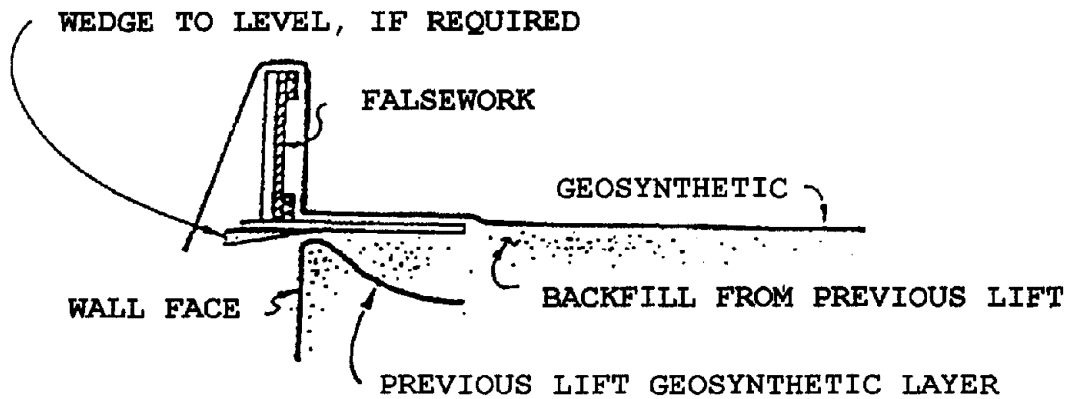 WEDGE TO LEVEL, IF REQUIRED
FALSEWORK
GEOSYNTHETIC
WALL FACE
BACKFILL FROM PREVIOUS LIFT
PREVIOUS LIFT GEOSYNTHETIC LAYER